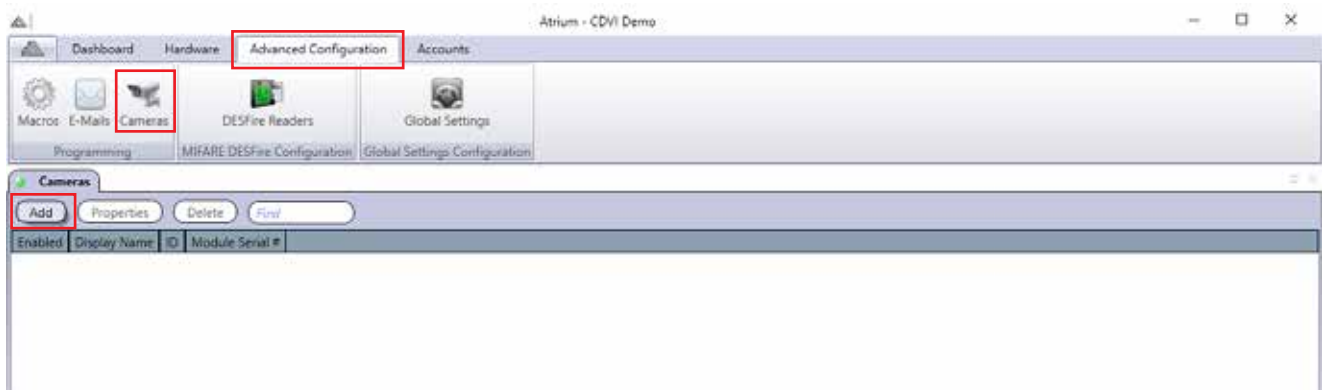 Atrium - CDVI Demo
Dashboard Hardware Advanced Configuration Accounts
Macros E-Mails Cameras DESFire Readers Global Settings
Programming MIFARE DESFire Configuration Global Settings Configuration
Cameras
Add Properties Delete Find
Enabled Display Name ID Module Serial #